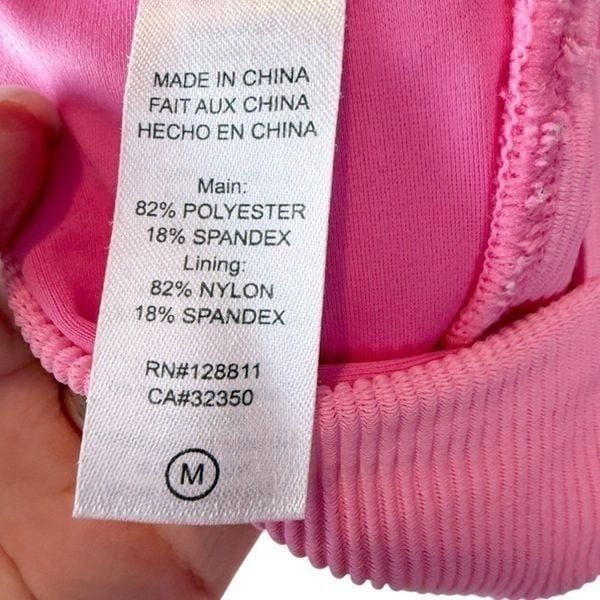 MADE IN CHINA
FAIT AUX CHINA
HECHO EN CHINA
Main:
82% POLYESTER
18% SPANDEX
Lining:
82% NYLON
18% SPANDEX
RN#128811
CA#32350
M